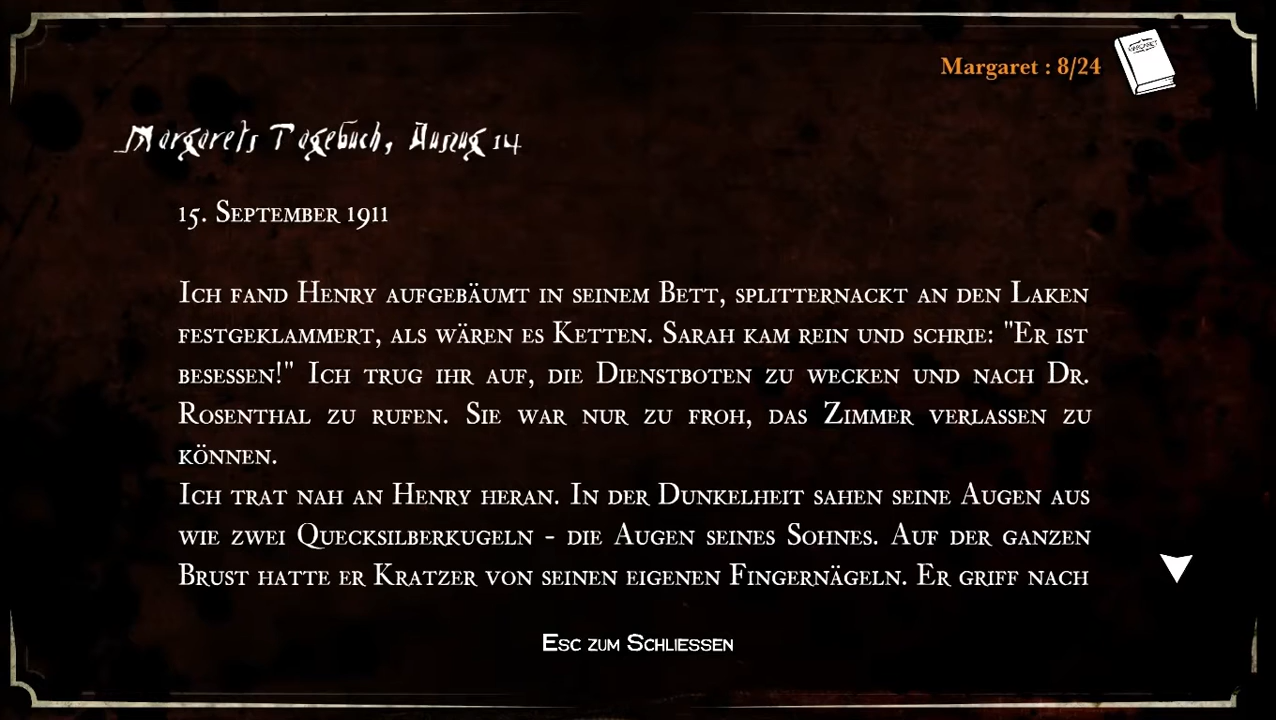 Margaret : 8/24
MARGARET
Margarets Tagebuch, Auszug 14
15. September 1911
Ich fand Henry aufgebäumt in seinem Bett, splitternackt an den Laken
festgeklammert, als wären es Ketten. Sarah kam rein und schrie: "Er ist
besessen!" Ich trug ihr auf, die Dienstboten zu wecken und nach Dr.
Rosenthal zu rufen. Sie war nur zu froh, das Zimmer verlassen zu
können.
Ich trat nah an Henry heran. In der Dunkelheit sahen seine Augen aus
wie zwei Quecksilberkugeln - die Augen seines Sohnes. Auf der ganzen
Brust hatte er Kratzer von seinen eigenen Fingernägeln. Er griff nach
Esc zum Schliessen